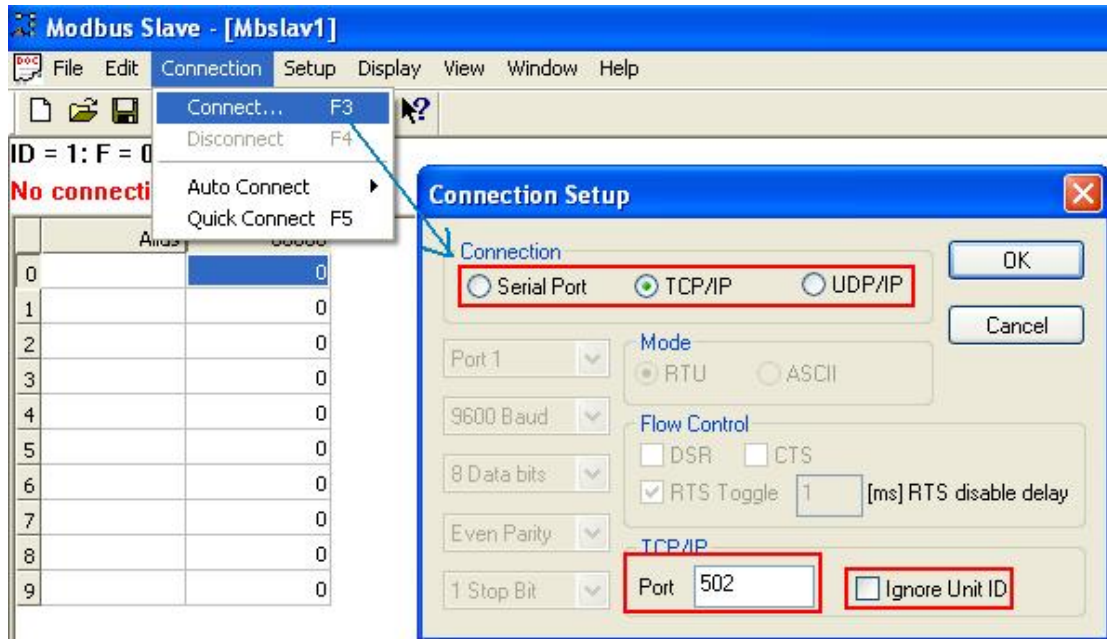 Modbus Slave - [Mbslav1]
File Edit Connection Setup Display View Window Help
Connect... F3
Disconnect F4
Auto Connect
Quick Connect F5
ID = 1: F = 0
No connecti
Alias 00000
0 0
1 0
2 0
3 0
4 0
5 0
6 0
7 0
8 0
9 0
Connection Setup
Connection
Serial Port TCP/IP UDP/IP
OK
Cancel
Port 1
9600 Baud
8 Data bits
Even Parity
1 Stop Bit
Mode
RTU ASCII
Flow Control
DSR CTS
RTS Toggle 1 [ms] RTS disable delay
TCP/IP
Port 502 Ignore Unit ID